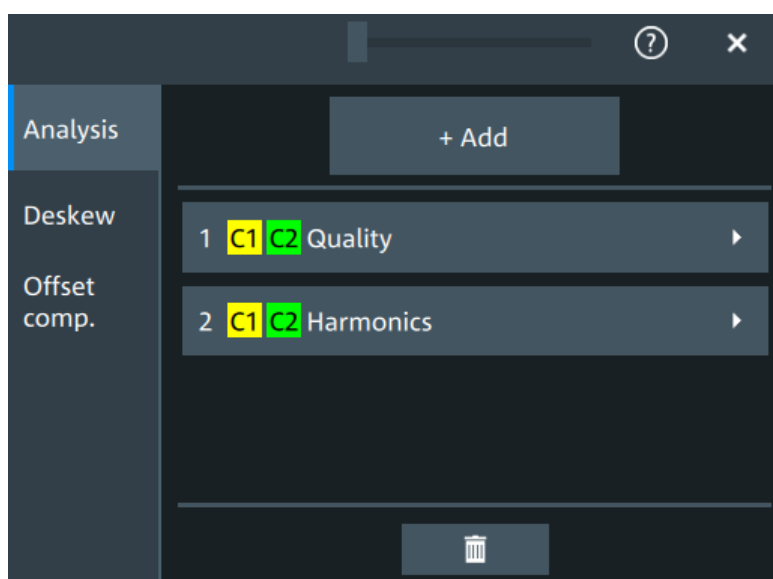 ?
Analysis
+ Add
Deskew
1 C1 C2 Quality
Offset
comp.
2 C1 C2 Harmonics